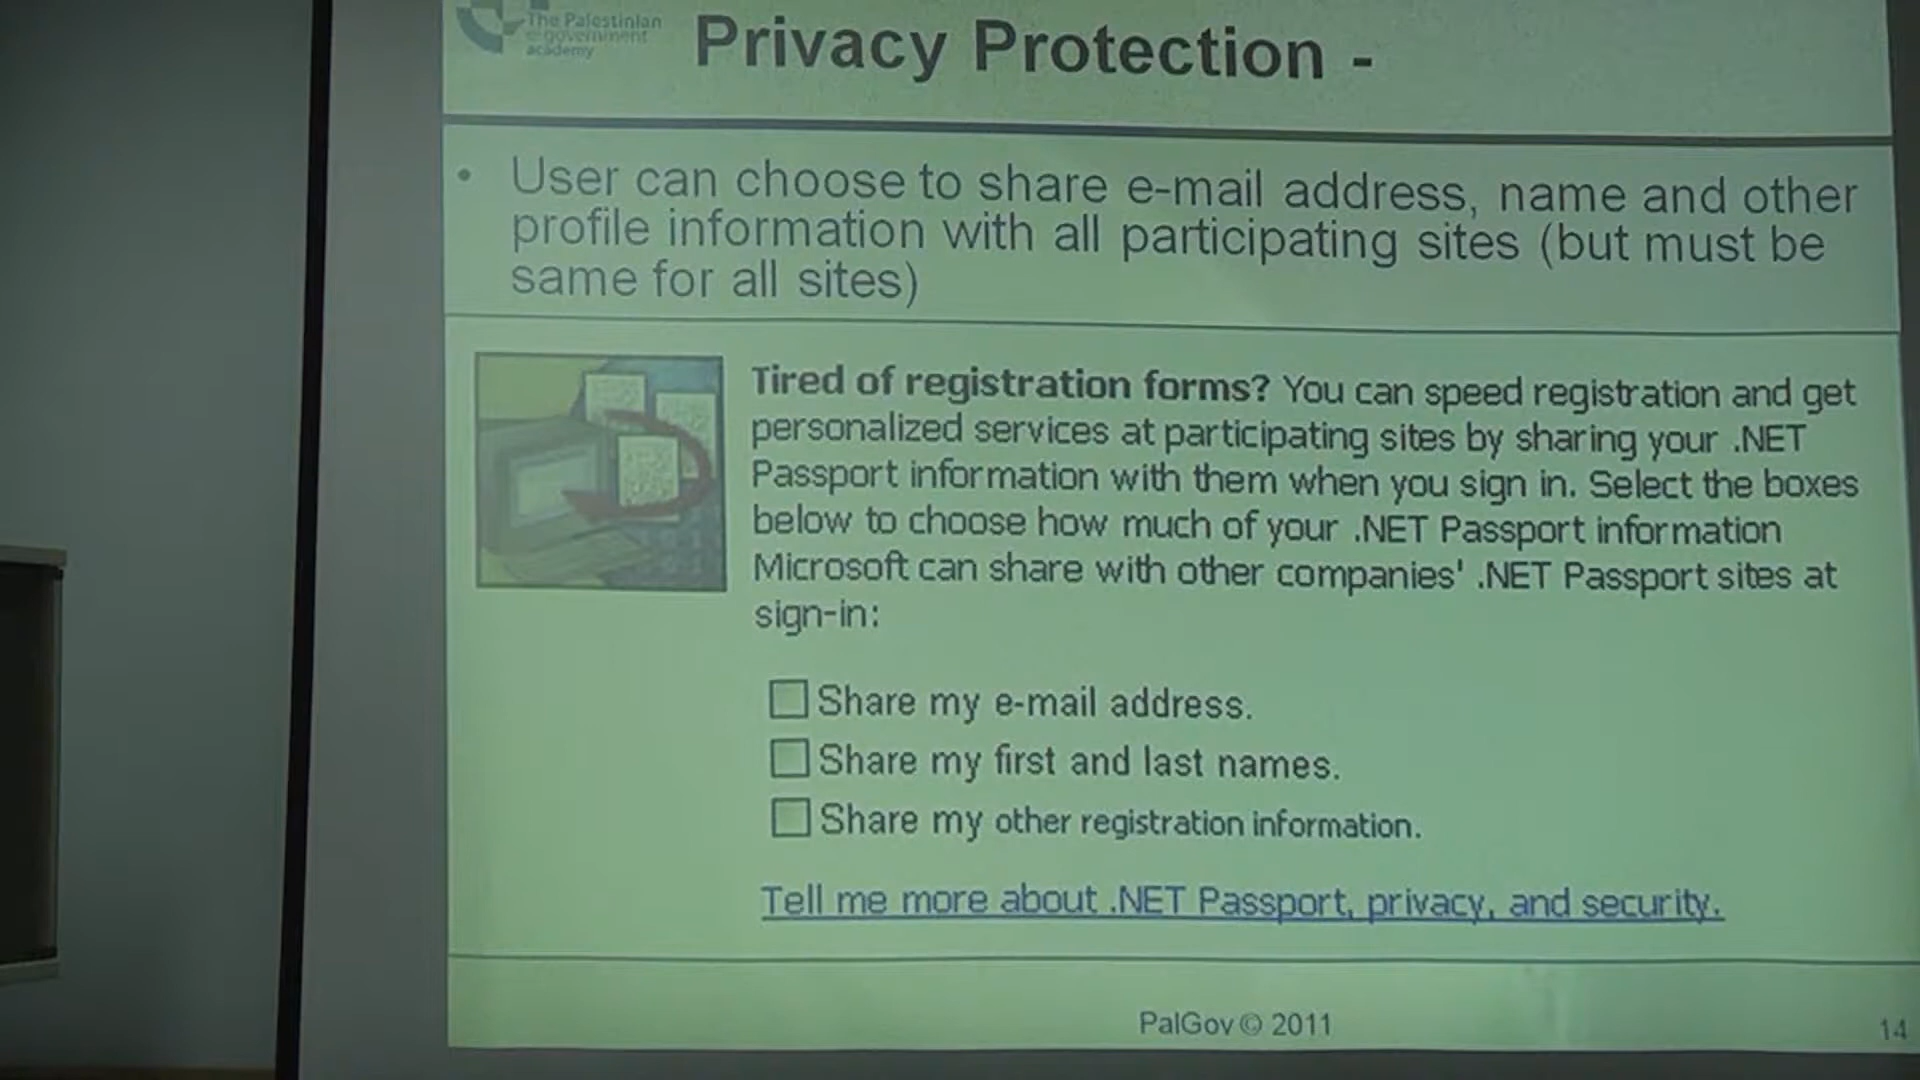 The Palestinian
e-government
academy
Privacy Protection -
• User can choose to share e-mail address, name and other
profile information with all participating sites (but must be
same for all sites)
Tired of registration forms? You can speed registration and get
personalized services at participating sites by sharing your .NET
Passport information with them when you sign in. Select the boxes
below to choose how much of your .NET Passport information
Microsoft can share with other companies' .NET Passport sites at
sign-in:
Share my e-mail address.
Share my first and last names.
Share my other registration information.
Tell me more about .NET Passport, privacy, and security.
PalGov © 2011
14